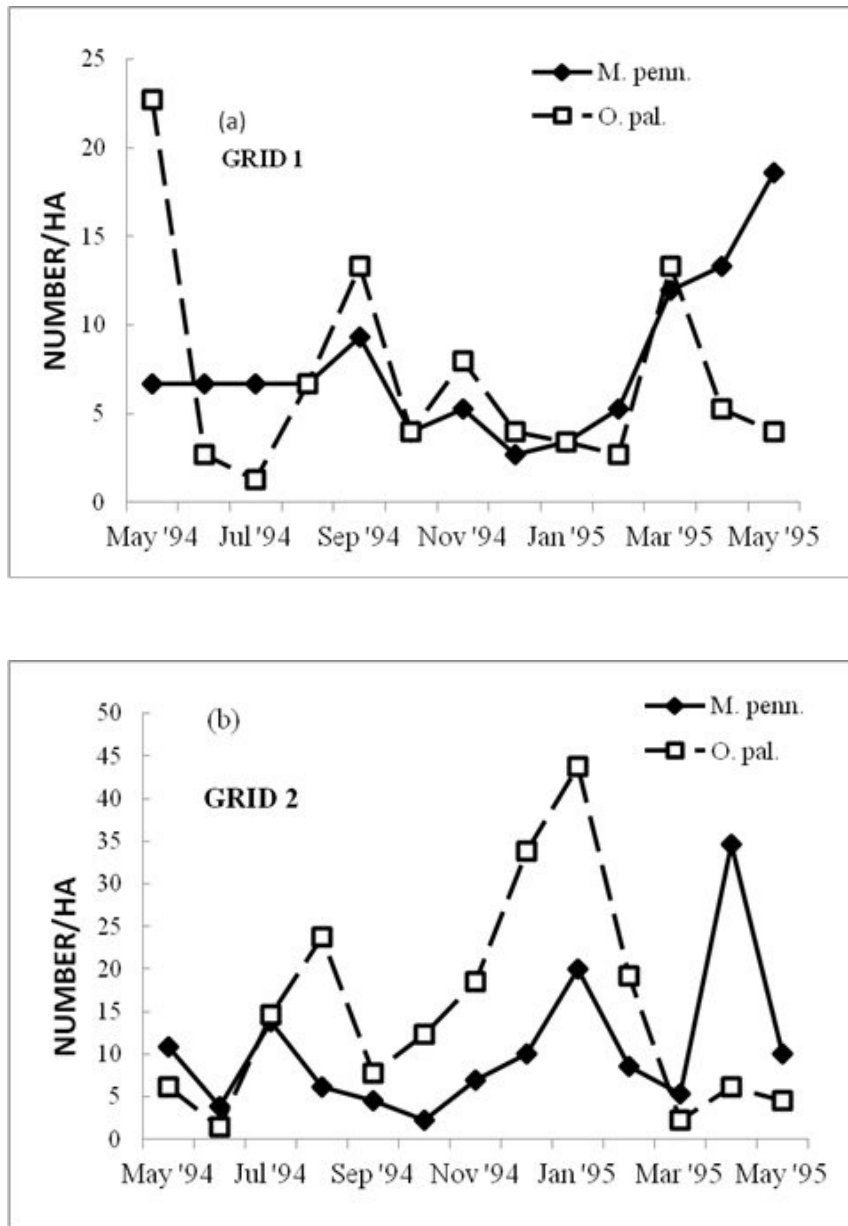 25
20
15
10
5
0
NUMBER/HA
(a)
GRID 1
M. penn.
O. pal.
May '94 Jul '94 Sep '94 Nov '94 Jan '95 Mar '95 May '95
50
45
40
35
30
25
20
15
10
5
0
NUMBER/HA
(b)
GRID 2
M. penn.
O. pal.
May '94 Jul '94 Sep '94 Nov '94 Jan '95 Mar '95 May '95